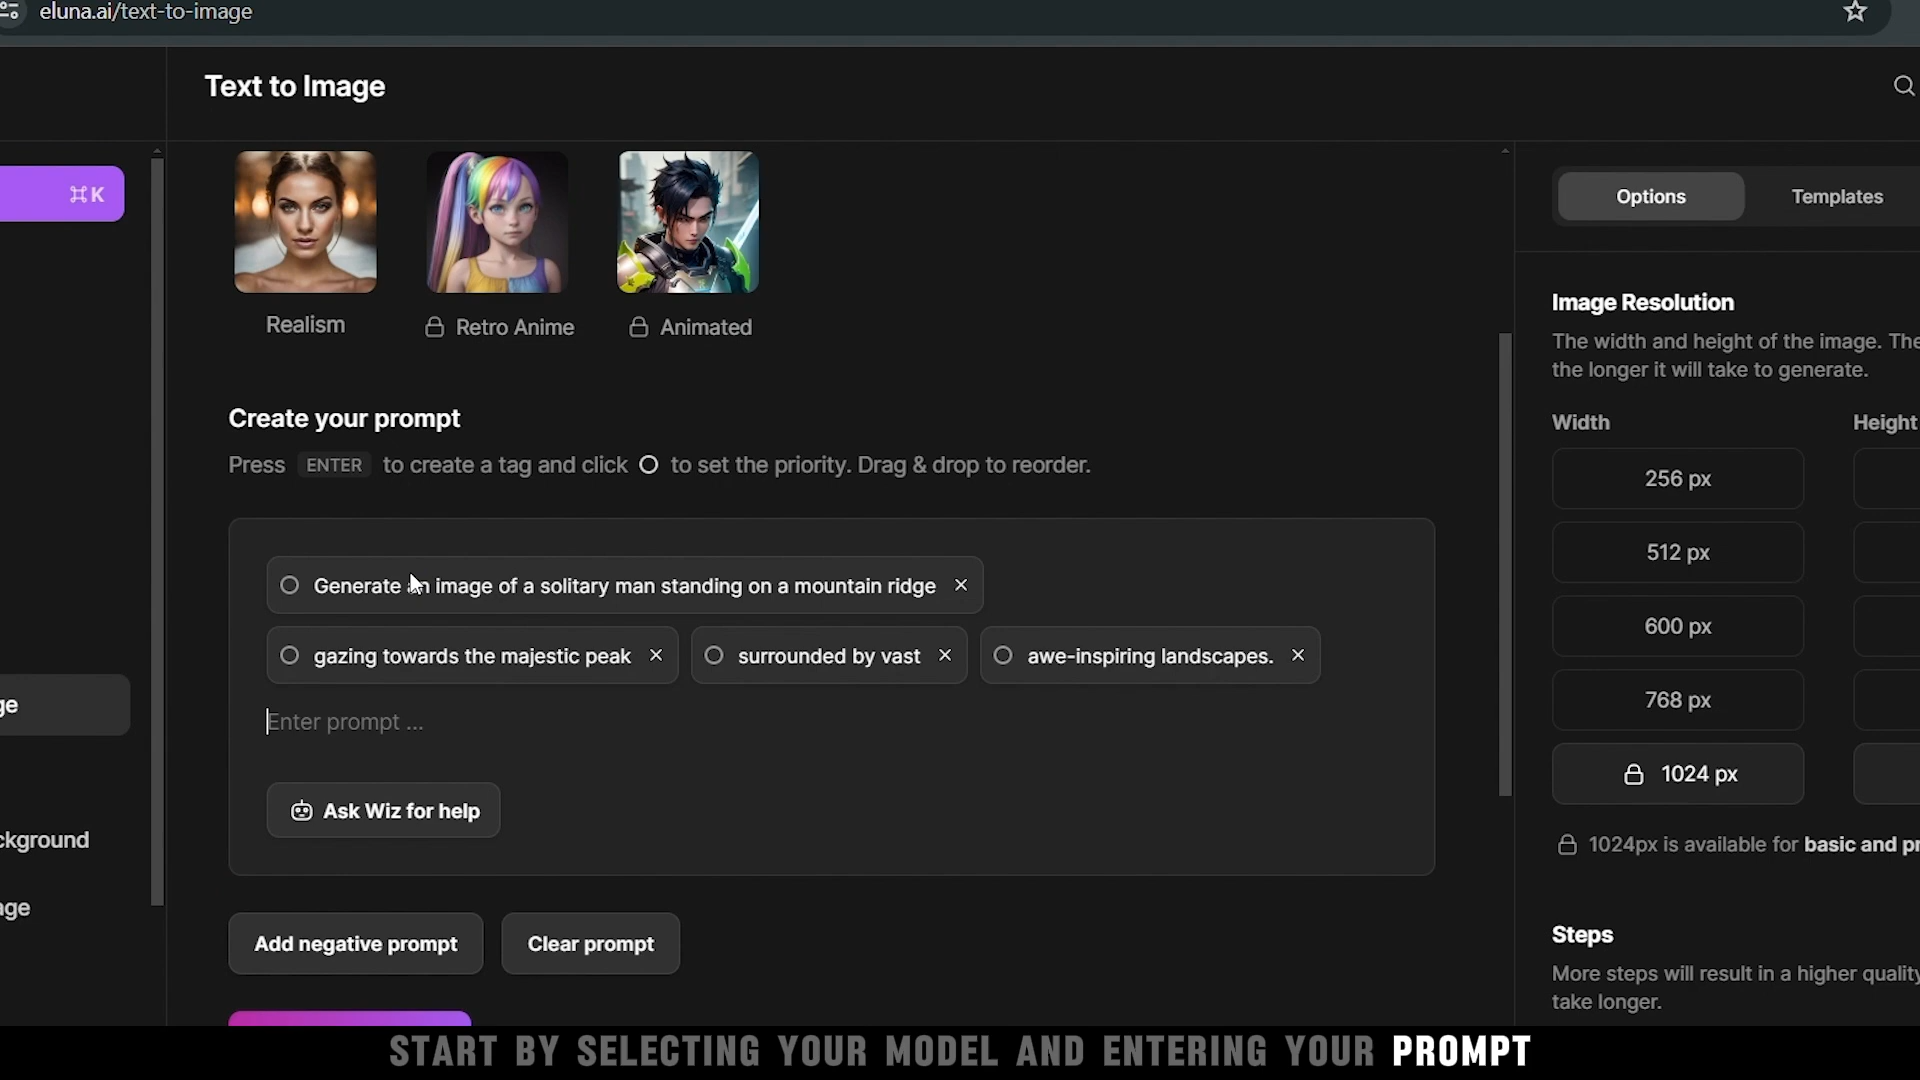 eluna.ai/text-to-image
Text to Image
⌘K
Options
Templates
Realism
Retro Anime
Animated
Image Resolution
The width and height of the image. The
the longer it will take to generate.
Create your prompt
Press ENTER to create a tag and click to set the priority. Drag & drop to reorder.
Width
Height
256 px
512 px
600 px
768 px
1024 px
1024px is available for basic and pr
Generate an image of a solitary man standing on a mountain ridge ×
gazing towards the majestic peak × surrounded by vast × awe-inspiring landscapes. ×
Enter prompt ...
Ask Wiz for help
ge
ckground
age
Add negative prompt
Clear prompt
Steps
More steps will result in a higher quality
take longer.
START BY SELECTING YOUR MODEL AND ENTERING YOUR PROMPT